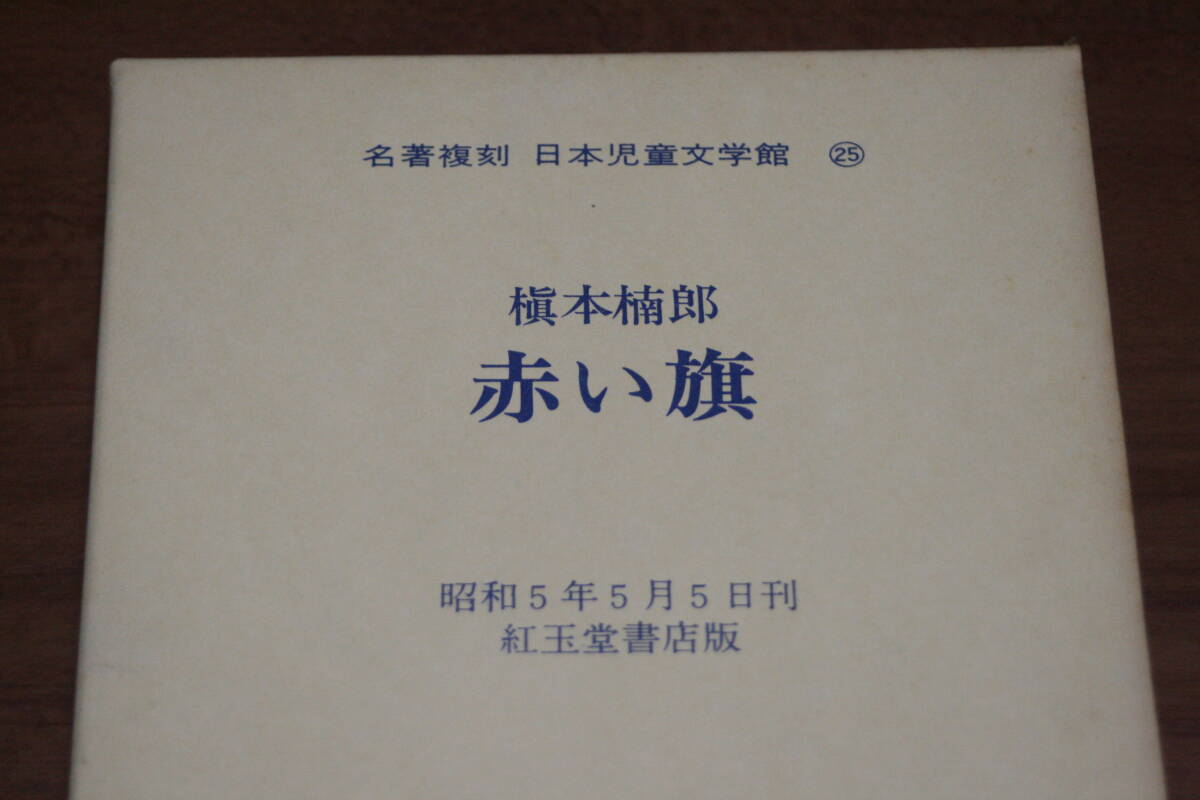 名著複刻 日本児童文学館 ㉕
槇本楠郎
赤い旗
昭和5年5月5日刊
紅玉堂書店版